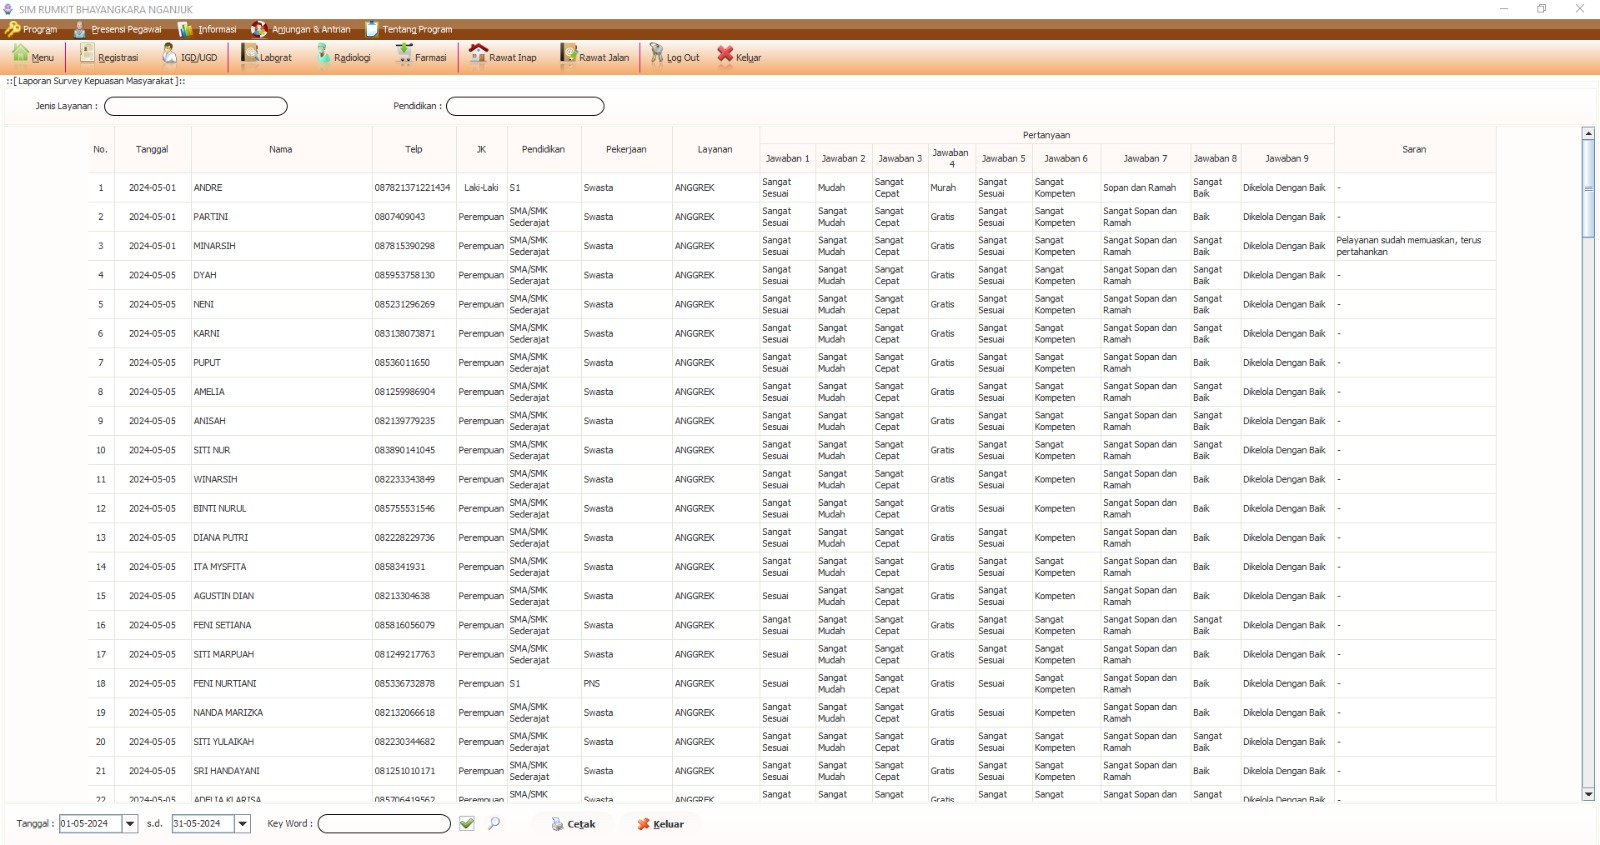 SIM RUMKIT BHAYANGKARA NGANJUK
Program Presensi Pegawai Informasi Anjungan & Antrian Tentang Program
Menu Registrasi IGD/UGD Laborat Radiologi Farmasi Rawat Inap Rawat Jalan Log Out Keluar
::[ Laporan Survey Kepuasan Masyarakat ]::
Jenis Layanan : Pendidikan :
No. Tanggal Nama Telp JK Pendidikan Pekerjaan Layanan Pertanyaan Saran
Jawaban 1 Jawaban 2 Jawaban 3 Jawaban 4 Jawaban 5 Jawaban 6 Jawaban 7 Jawaban 8 Jawaban 9
1 2024-05-01 ANDRE 087821371221434 Laki-Laki S1 Swasta ANGGREK Sangat Sesuai Mudah Sangat Cepat Murah Sangat Sesuai Sangat Kompeten Sopan dan Ramah Sangat Baik Dikelola Dengan Baik -
2 2024-05-01 PARTINI 0807409043 Perempuan SMA/SMK Sederajat Swasta ANGGREK Sangat Sesuai Sangat Mudah Sangat Cepat Gratis Sangat Sesuai Sangat Kompeten Sangat Sopan dan Ramah Baik Dikelola Dengan Baik -
3 2024-05-01 MINARSIH 087815390298 Perempuan SMA/SMK Sederajat Swasta ANGGREK Sangat Sesuai Sangat Mudah Sangat Cepat Gratis Sangat Sesuai Sangat Kompeten Sangat Sopan dan Ramah Sangat Baik Dikelola Dengan Baik Pelayanan sudah memuaskan, terus pertahankan
4 2024-05-05 DYAH 085953758130 Perempuan SMA/SMK Sederajat Swasta ANGGREK Sangat Sesuai Sangat Mudah Sangat Cepat Gratis Sangat Sesuai Sangat Kompeten Sangat Sopan dan Ramah Sangat Baik Dikelola Dengan Baik -
5 2024-05-05 NENI 085231296269 Perempuan SMA/SMK Sederajat Swasta ANGGREK Sangat Sesuai Sangat Mudah Sangat Cepat Gratis Sangat Sesuai Sangat Kompeten Sangat Sopan dan Ramah Sangat Baik Dikelola Dengan Baik -
6 2024-05-05 KARNI 083138073871 Perempuan SMA/SMK Sederajat Swasta ANGGREK Sangat Sesuai Sangat Mudah Sangat Cepat Gratis Sangat Sesuai Sangat Kompeten Sangat Sopan dan Ramah Sangat Baik Dikelola Dengan Baik -
7 2024-05-05 PUPUT 08536011650 Perempuan SMA/SMK Sederajat Swasta ANGGREK Sangat Sesuai Sangat Mudah Sangat Cepat Gratis Sangat Sesuai Sangat Kompeten Sangat Sopan dan Ramah Baik Dikelola Dengan Baik -
8 2024-05-05 AMELIA 081259986904 Perempuan SMA/SMK Sederajat Swasta ANGGREK Sangat Sesuai Sangat Mudah Sangat Cepat Gratis Sangat Sesuai Sangat Kompeten Sangat Sopan dan Ramah Sangat Baik Dikelola Dengan Baik -
9 2024-05-05 ANISAH 082139779235 Perempuan SMA/SMK Sederajat Swasta ANGGREK Sangat Sesuai Sangat Mudah Sangat Cepat Gratis Sangat Sesuai Sangat Kompeten Sangat Sopan dan Ramah Sangat Baik Dikelola Dengan Baik -
10 2024-05-05 SITI NUR 083890141045 Perempuan SMA/SMK Sederajat Swasta ANGGREK Sangat Sesuai Sangat Mudah Sangat Cepat Gratis Sangat Sesuai Sangat Kompeten Sangat Sopan dan Ramah Sangat Baik Dikelola Dengan Baik -
11 2024-05-05 WINARSIH 082233343849 Perempuan SMA/SMK Sederajat Swasta ANGGREK Sangat Sesuai Sangat Mudah Sangat Cepat Gratis Sangat Sesuai Kompeten Sangat Sopan dan Ramah Baik Dikelola Dengan Baik -
12 2024-05-05 BINTI NURUL 085755531546 Perempuan SMA/SMK Sederajat Swasta ANGGREK Sangat Sesuai Sangat Mudah Sangat Cepat Gratis Sesuai Kompeten Sangat Sopan dan Ramah Baik Dikelola Dengan Baik -
13 2024-05-05 DIANA PUTRI 082228229736 Perempuan SMA/SMK Sederajat Swasta ANGGREK Sangat Sesuai Sangat Mudah Sangat Cepat Gratis Sangat Sesuai Kompeten Sangat Sopan dan Ramah Baik Dikelola Dengan Baik -
14 2024-05-05 ITA MYSFITA 0858341931 Perempuan SMA/SMK Sederajat Swasta ANGGREK Sangat Sesuai Sangat Mudah Sangat Cepat Gratis Sangat Sesuai Sangat Kompeten Sangat Sopan dan Ramah Baik Dikelola Dengan Baik -
15 2024-05-05 AGUSTIN DIAN 08213304638 Perempuan SMA/SMK Sederajat Swasta ANGGREK Sesuai Sangat Mudah Sangat Cepat Gratis Sangat Sesuai Kompeten Sangat Sopan dan Ramah Baik Dikelola Dengan Baik -
16 2024-05-05 FENI SETIANA 085816056079 Perempuan SMA/SMK Sederajat Swasta ANGGREK Sangat Sesuai Sangat Mudah Sangat Cepat Gratis Sangat Sesuai Sangat Kompeten Sangat Sopan dan Ramah Sangat Baik Dikelola Dengan Baik -
17 2024-05-05 SITI MARPUAH 081249217763 Perempuan SMA/SMK Sederajat Swasta ANGGREK Sesuai Sangat Mudah Sangat Cepat Gratis Sangat Sesuai Sangat Kompeten Sangat Sopan dan Ramah Baik Dikelola Dengan Baik -
18 2024-05-05 FENI NURTIANI 085336732878 Perempuan S1 PNS ANGGREK Sesuai Sangat Mudah Sangat Cepat Gratis Sesuai Sangat Kompeten Sangat Sopan dan Ramah Baik Dikelola Dengan Baik -
19 2024-05-05 NANDA MARIZKA 082132066618 Perempuan SMA/SMK Sederajat Swasta ANGGREK Sangat Sesuai Sangat Mudah Sangat Cepat Gratis Sesuai Kompeten Sangat Sopan dan Ramah Baik Dikelola Dengan Baik -
20 2024-05-05 SITI YULAIKAH 082230344682 Perempuan SMA/SMK Sederajat Swasta ANGGREK Sangat Sesuai Sangat Mudah Sangat Cepat Gratis Sangat Sesuai Sangat Kompeten Sangat Sopan dan Ramah Sangat Baik Dikelola Dengan Baik -
21 2024-05-05 SRI HANDAYANI 081251010171 Perempuan SMA/SMK Sederajat Swasta ANGGREK Sangat Sesuai Sangat Mudah Sangat Cepat Gratis Sangat Sesuai Sangat Kompeten Sangat Sopan dan Ramah Baik Dikelola Dengan Baik -
22 2024-05-05 ADELIA KLARISA 085706419562 Perempuan SMA/SMK Swasta ANGGREK Sangat Sangat Sangat Gratis Sangat Sangat Sangat Sopan dan Sangat Dikelola Dengan Baik -
Tanggal : 01-05-2024 s.d. 31-05-2024 Key Word : Cetak Keluar